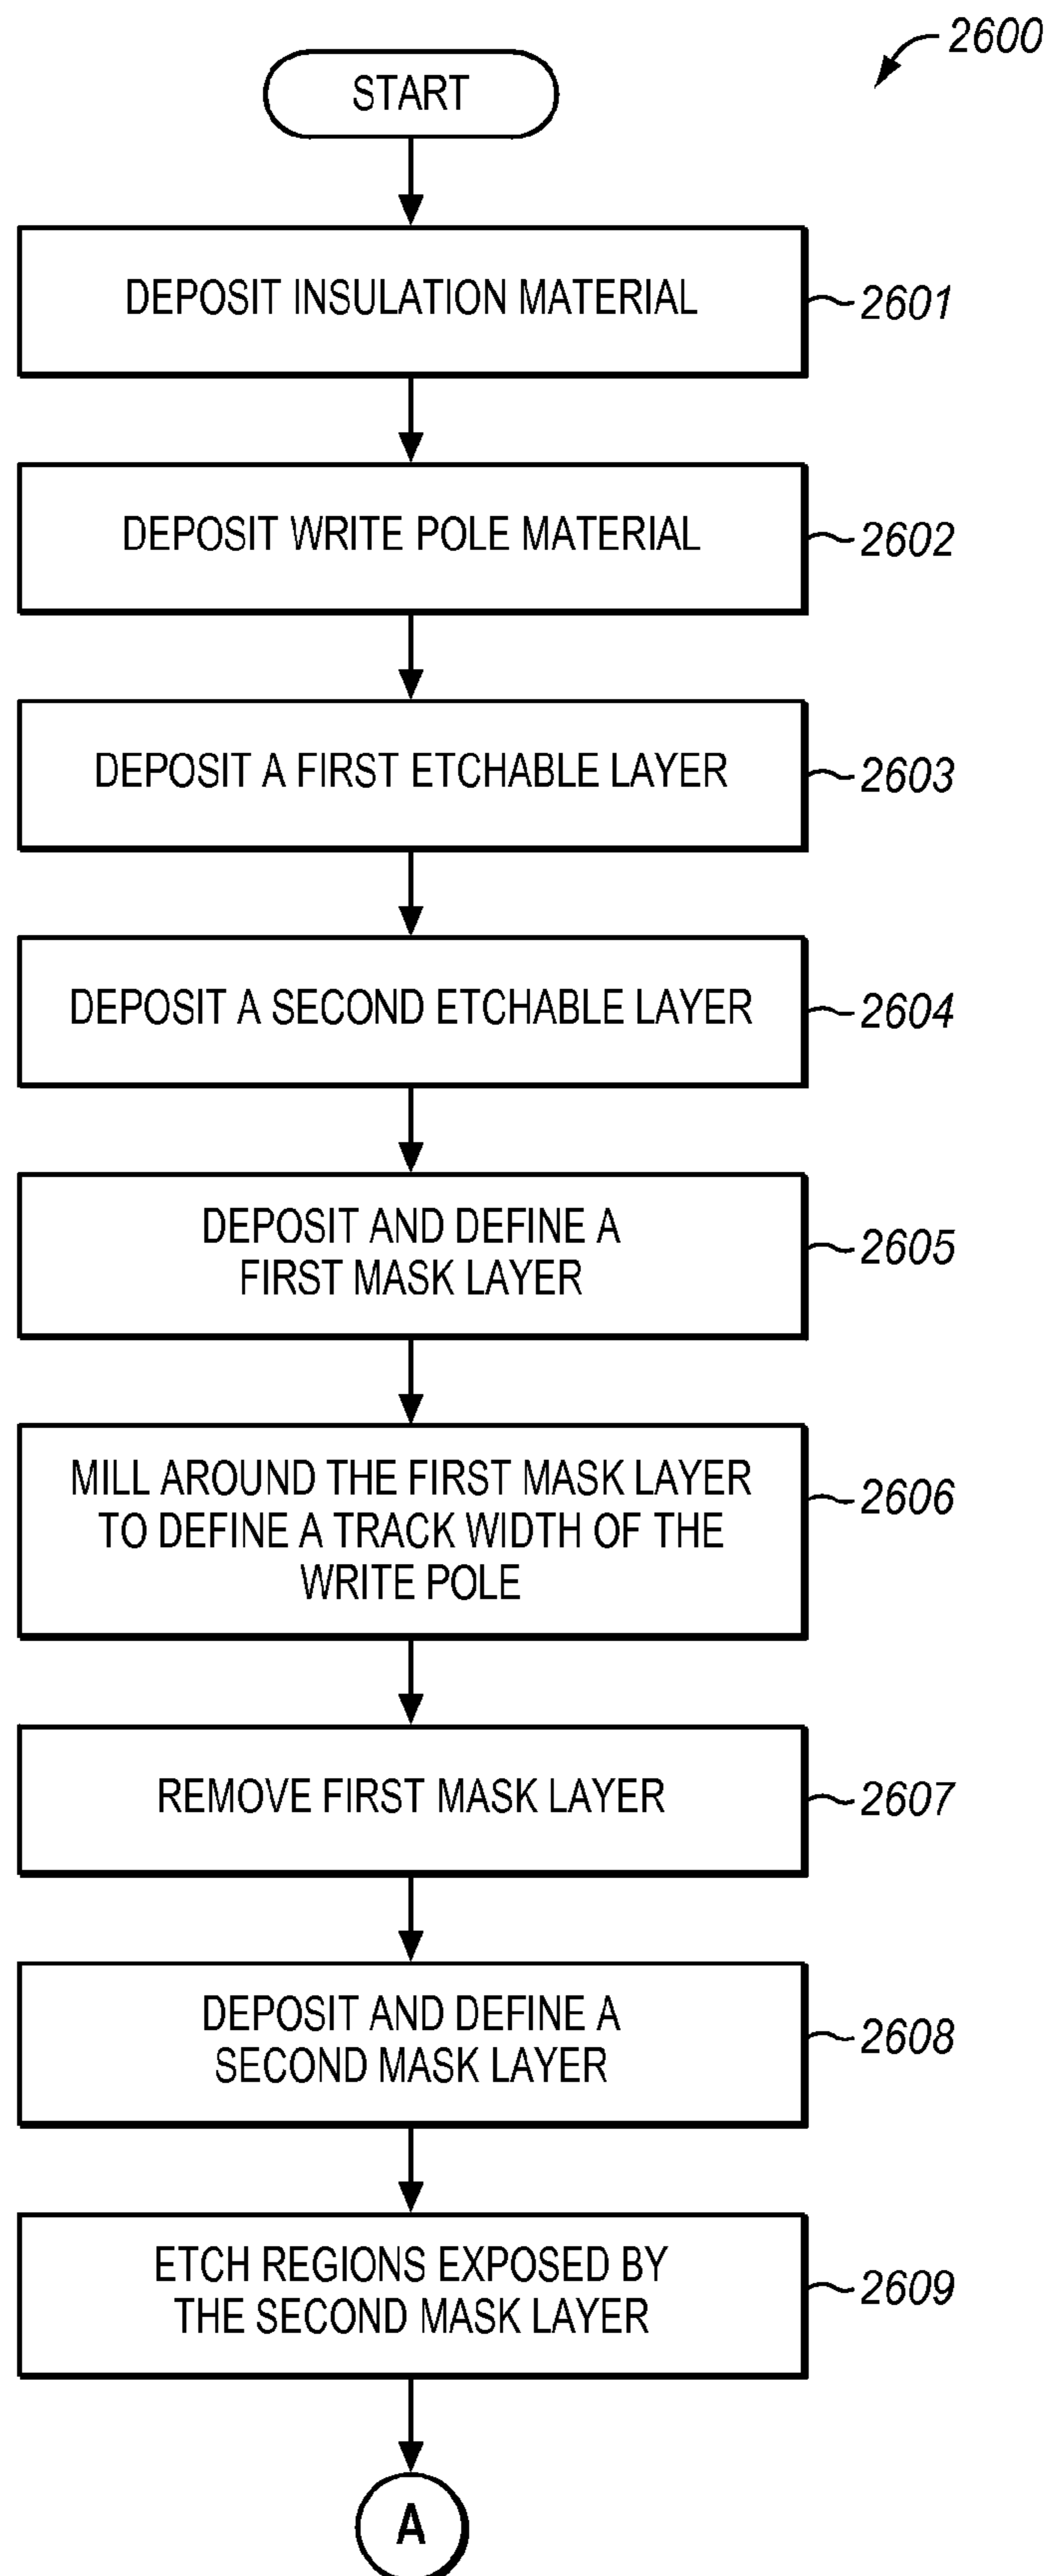 2600
START
DEPOSIT INSULATION MATERIAL
2601
DEPOSIT WRITE POLE MATERIAL
2602
DEPOSIT A FIRST ETCHABLE LAYER
2603
DEPOSIT A SECOND ETCHABLE LAYER
2604
DEPOSIT AND DEFINE A
FIRST MASK LAYER
2605
MILL AROUND THE FIRST MASK LAYER
TO DEFINE A TRACK WIDTH OF THE
WRITE POLE
2606
REMOVE FIRST MASK LAYER
2607
DEPOSIT AND DEFINE A
SECOND MASK LAYER
2608
ETCH REGIONS EXPOSED BY
THE SECOND MASK LAYER
2609
A